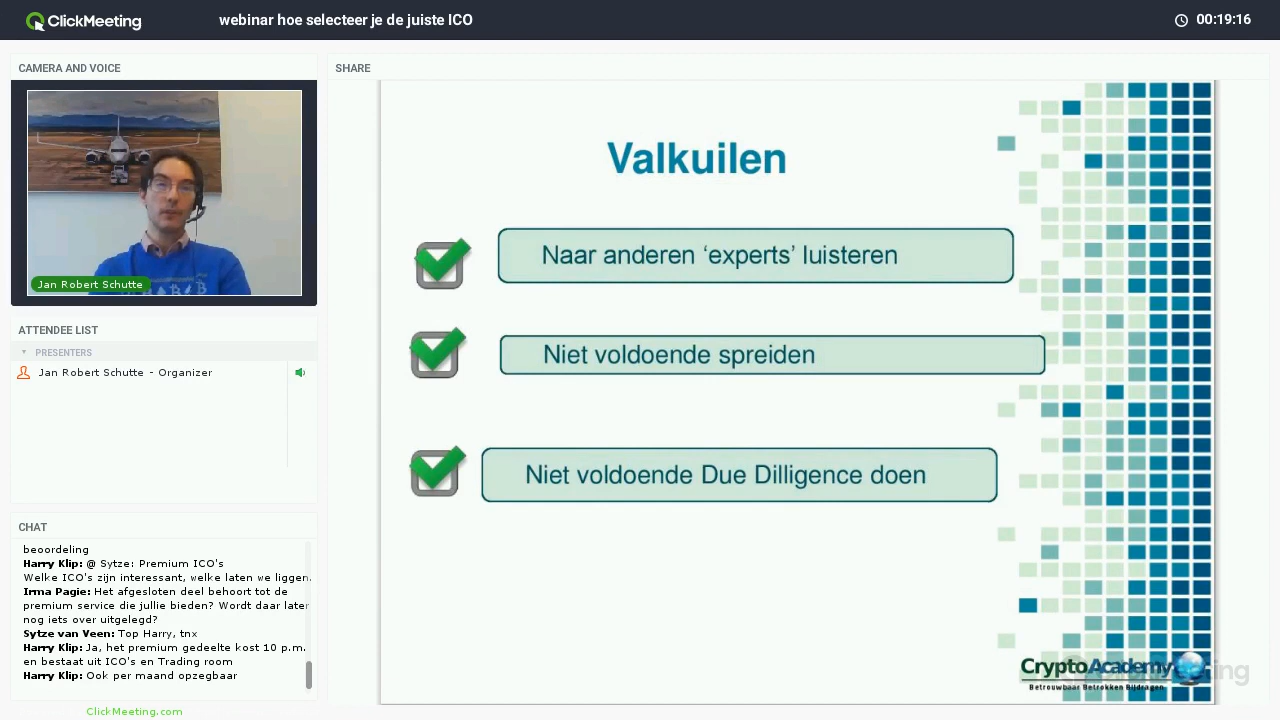 ClickMeeting
webinar hoe selecteer je de juiste ICO
00:19:16
CAMERA AND VOICE
Jan Robert Schutte
ATTENDEE LIST
PRESENTERS
Jan Robert Schutte - Organizer
CHAT
beoordeling
Harry Klip: @ Sytze: Premium ICO's
Welke ICO's zijn interessant, welke laten we liggen.
Irma Pagie: Het afgesloten deel behoort tot de
premium service die jullie bieden? Wordt daar later
nog iets over uitgelegd?
Sytze van Veen: Top Harry, tnx
Harry Klip: Ja, het premium gedeelte kost 10 p.m.
en bestaat uit ICO's en Trading room
Harry Klip: Ook per maand opzegbaar
ClickMeeting.com
SHARE
Valkuilen
Naar anderen ‘experts’ luisteren
Niet voldoende spreiden
Niet voldoende Due Dilligence doen
CryptoAcademy
Betrouwbaar Betrokken Bijdragen
ClickMeeting